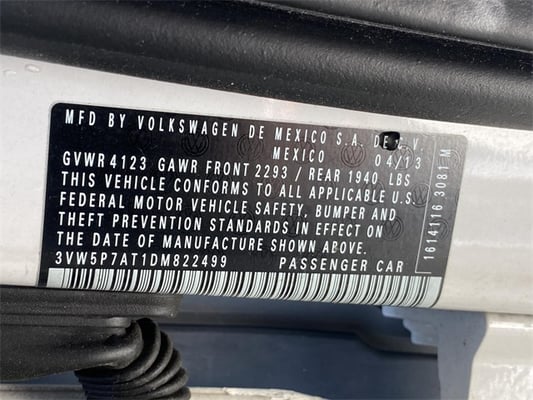 MFD BY VOLKSWAGEN DE MEXICO S.A. DE C.V.
MEXICO 04/13
GVWR 4123 GAWR FRONT 2293 / REAR 1940 LBS
THIS VEHICLE CONFORMS TO ALL APPLICABLE U.S.
FEDERAL MOTOR VEHICLE SAFETY, BUMPER AND
THEFT PREVENTION STANDARDS IN EFFECT ON
THE DATE OF MANUFACTURE SHOWN ABOVE.
3VW5P7AT1DM822499 PASSENGER CAR
1614116 3081 M